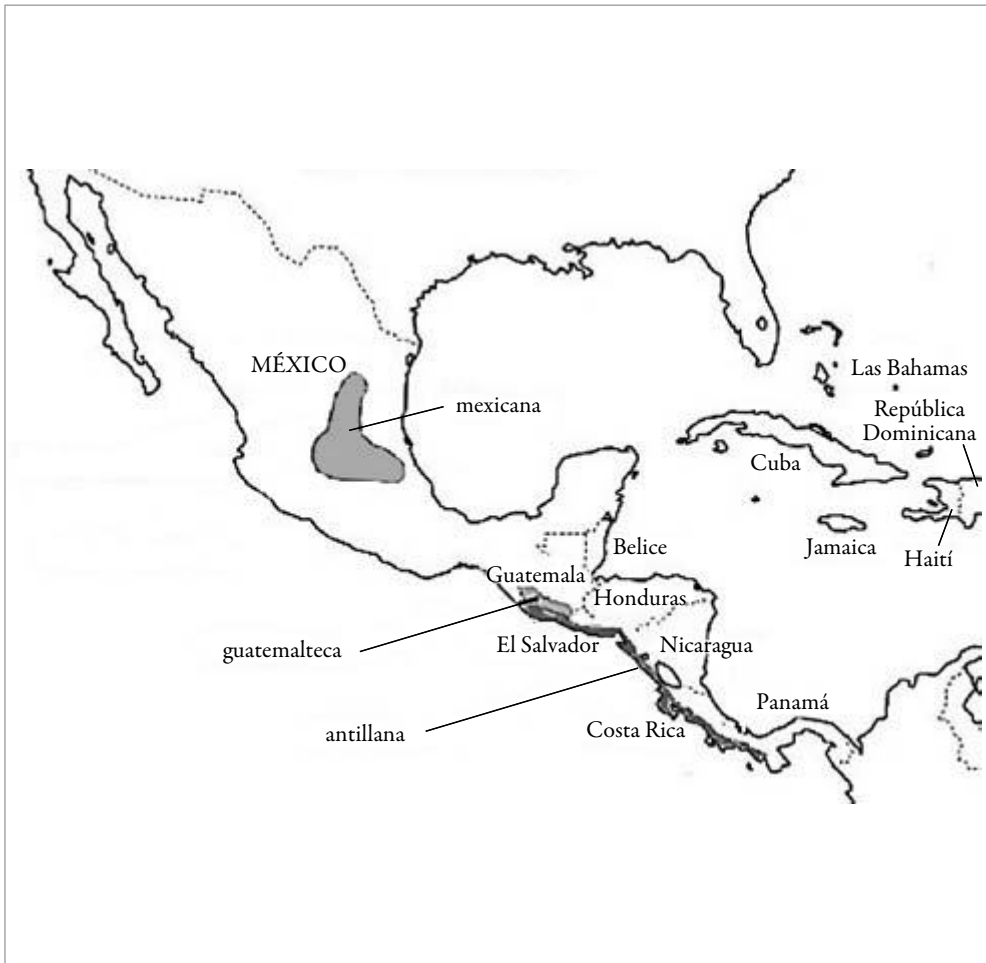 MÉXICO
Las Bahamas
mexicana
República
Dominicana
Cuba
Jamaica
Haití
Belice
Guatemala
Honduras
guatemalteca
El Salvador
Nicaragua
Panamá
antillana
Costa Rica